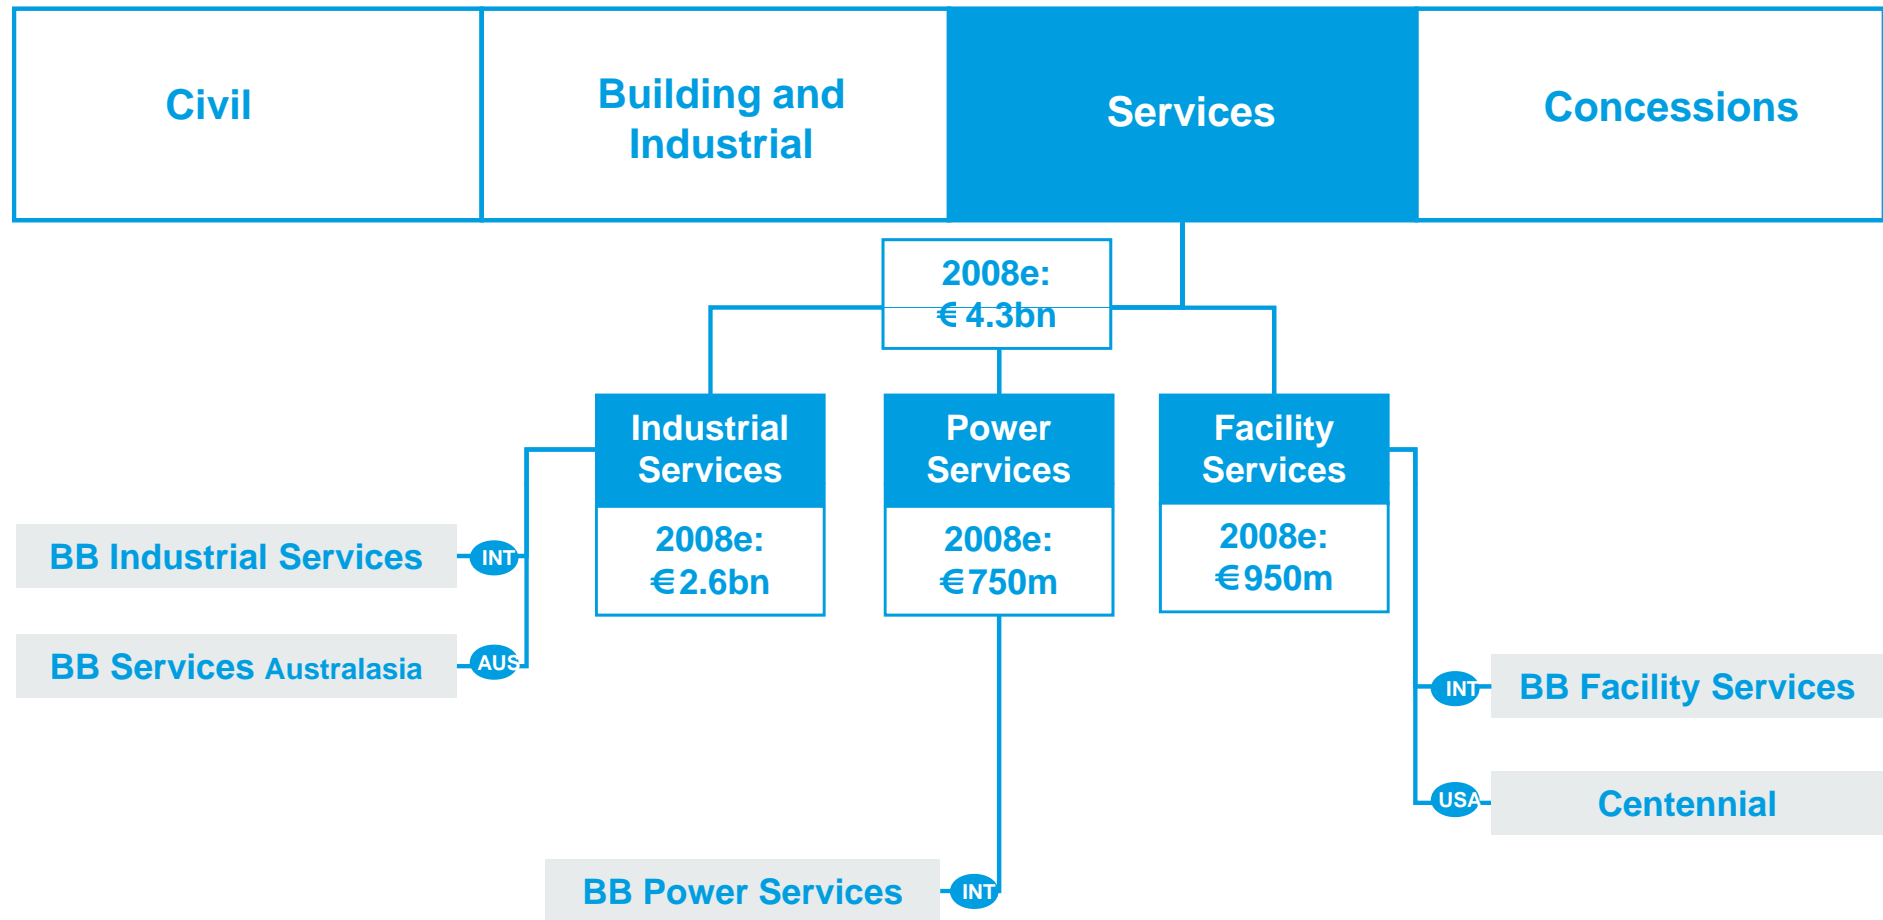 Civil
Building and
Industrial
Services
Concessions
2008e:
€ 4.3bn
Industrial
Services
2008e:
€ 2.6bn
Power
Services
2008e:
€ 750m
Facility
Services
2008e:
€ 950m
BB Industrial Services
INT
BB Services Australasia
AUS
INT
BB Facility Services
USA
Centennial
BB Power Services
INT